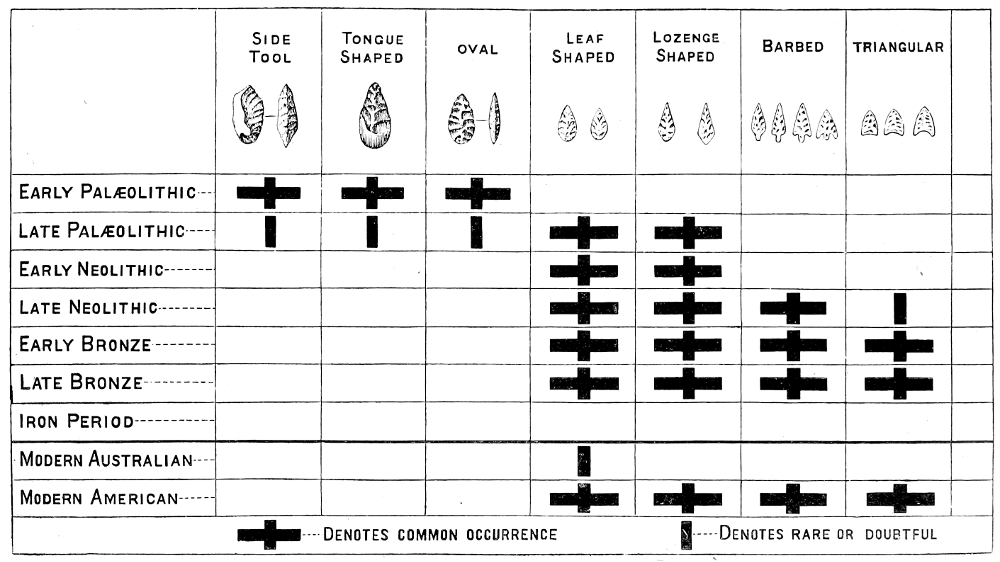 SIDE
TOOL
TONGUE
SHAPED
OVAL
LEAF
SHAPED
LOZENGE
SHAPED
BARBED
TRIANGULAR
EARLY PALÆOLITHIC
LATE PALÆOLITHIC
EARLY NEOLITHIC
LATE NEOLITHIC
EARLY BRONZE
LATE BRONZE
IRON PERIOD
MODERN AUSTRALIAN
MODERN AMERICAN
DENOTES COMMON OCCURRENCE
DENOTES RARE OR DOUBTFUL